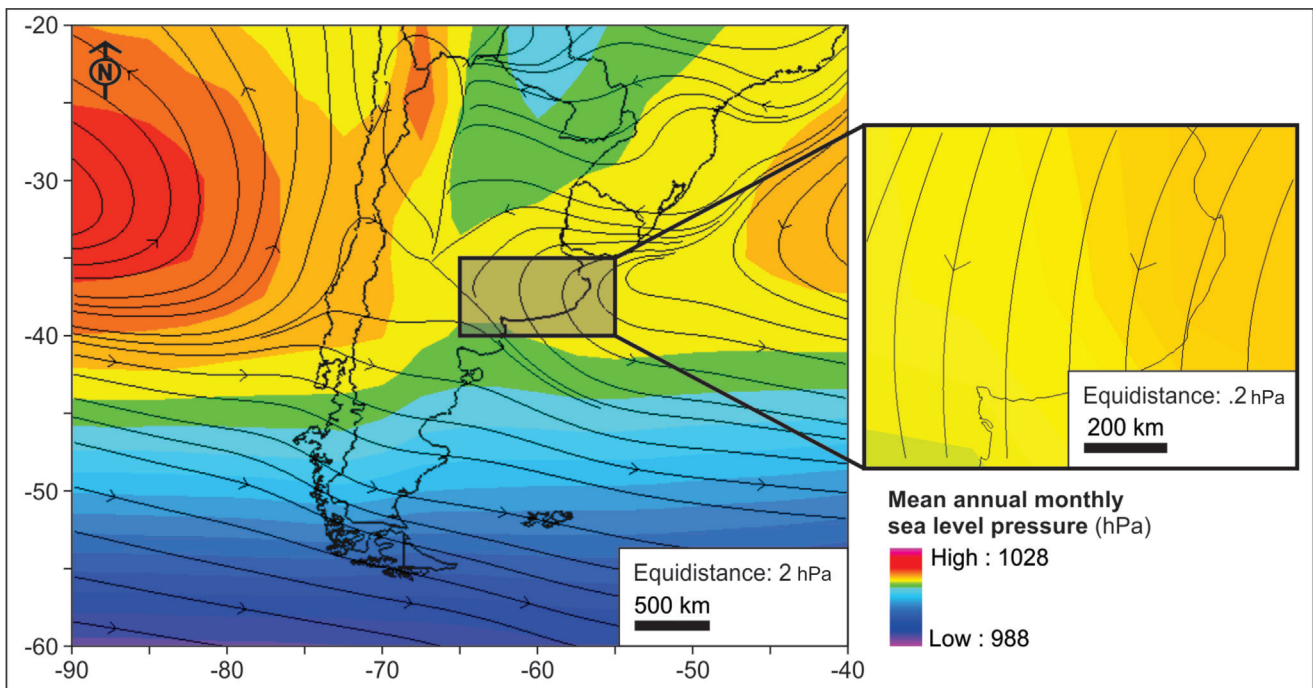 -20
-30
-40
-50
-60
N
-90
-80
-70
-60
-50
-40
Equidistance: 2 hPa
500 km
Equidistance: .2 hPa
200 km
Mean annual monthly
sea level pressure (hPa)
High : 1028
Low : 988